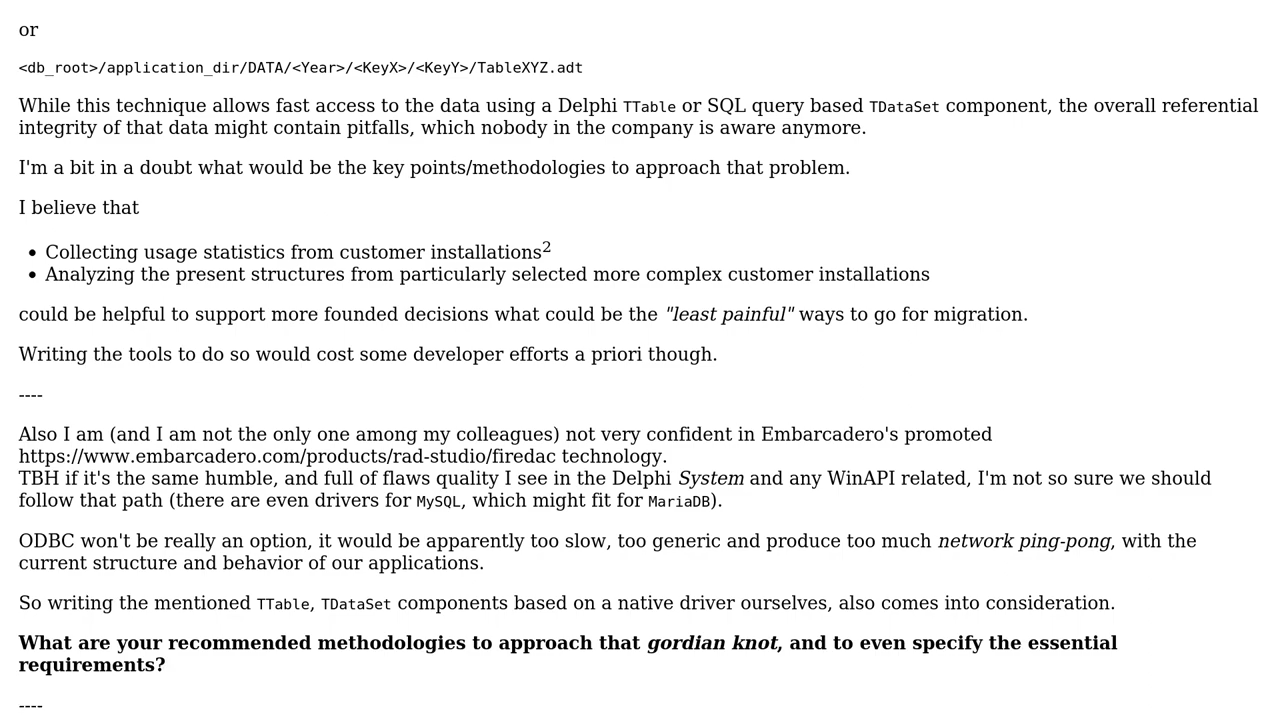 or
<db_root>/application_dir/DATA/<Year>/<KeyX>/<KeyY>/TableXYZ.adt
While this technique allows fast access to the data using a Delphi TTable or SQL query based TDataSet component, the overall referential
integrity of that data might contain pitfalls, which nobody in the company is aware anymore.
I'm a bit in a doubt what would be the key points/methodologies to approach that problem.
I believe that
• Collecting usage statistics from customer installations2
• Analyzing the present structures from particularly selected more complex customer installations
could be helpful to support more founded decisions what could be the "least painful" ways to go for migration.
Writing the tools to do so would cost some developer efforts a priori though.
----
Also I am (and I am not the only one among my colleagues) not very confident in Embarcadero's promoted
https://www.embarcadero.com/products/rad-studio/firedac technology.
TBH if it's the same humble, and full of flaws quality I see in the Delphi System and any WinAPI related, I'm not so sure we should
follow that path (there are even drivers for MySQL, which might fit for MariaDB).
ODBC won't be really an option, it would be apparently too slow, too generic and produce too much network ping-pong, with the
current structure and behavior of our applications.
So writing the mentioned TTable, TDataSet components based on a native driver ourselves, also comes into consideration.
What are your recommended methodologies to approach that gordian knot, and to even specify the essential
requirements?
----